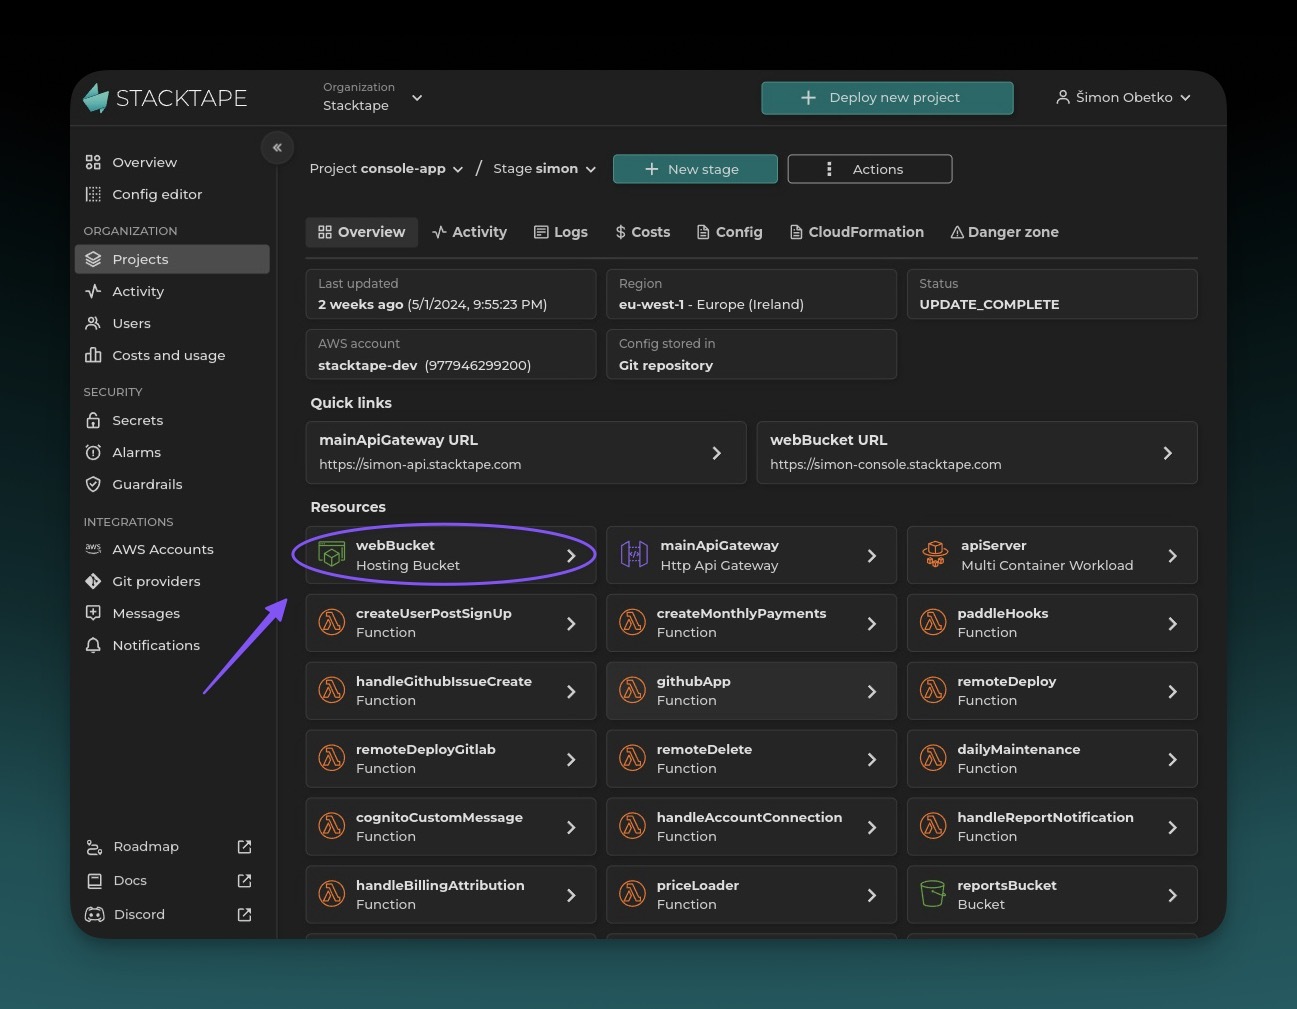 STACKTAPE
Organization
Stacktape
Deploy new project
Šimon Obetko
Overview
Config editor
ORGANIZATION
Projects
Activity
Users
Costs and usage
SECURITY
Secrets
Alarms
Guardrails
INTEGRATIONS
aws AWS Accounts
Git providers
Messages
Notifications
Roadmap
Docs
Discord
Project console-app / Stage simon
New stage
Actions
Overview
Activity
Logs
$ Costs
Config
CloudFormation
Danger zone
Last updated
2 weeks ago (5/1/2024, 9:55:23 PM)
Region
eu-west-1 - Europe (Ireland)
Status
UPDATE_COMPLETE
AWS account
stacktape-dev (977946299200)
Config stored in
Git repository
Quick links
mainApiGateway URL
https://simon-api.stacktape.com
webBucket URL
https://simon-console.stacktape.com
Resources
webBucket
Hosting Bucket
mainApiGateway
Http Api Gateway
apiServer
Multi Container Workload
createUserPostSignUp
Function
createMonthlyPayments
Function
paddleHooks
Function
handleGithubIssueCreate
Function
githubApp
Function
remoteDeploy
Function
remoteDeployGitlab
Function
remoteDelete
Function
dailyMaintenance
Function
cognitoCustomMessage
Function
handleAccountConnection
Function
handleReportNotification
Function
handleBillingAttribution
Function
priceLoader
Function
reportsBucket
Bucket